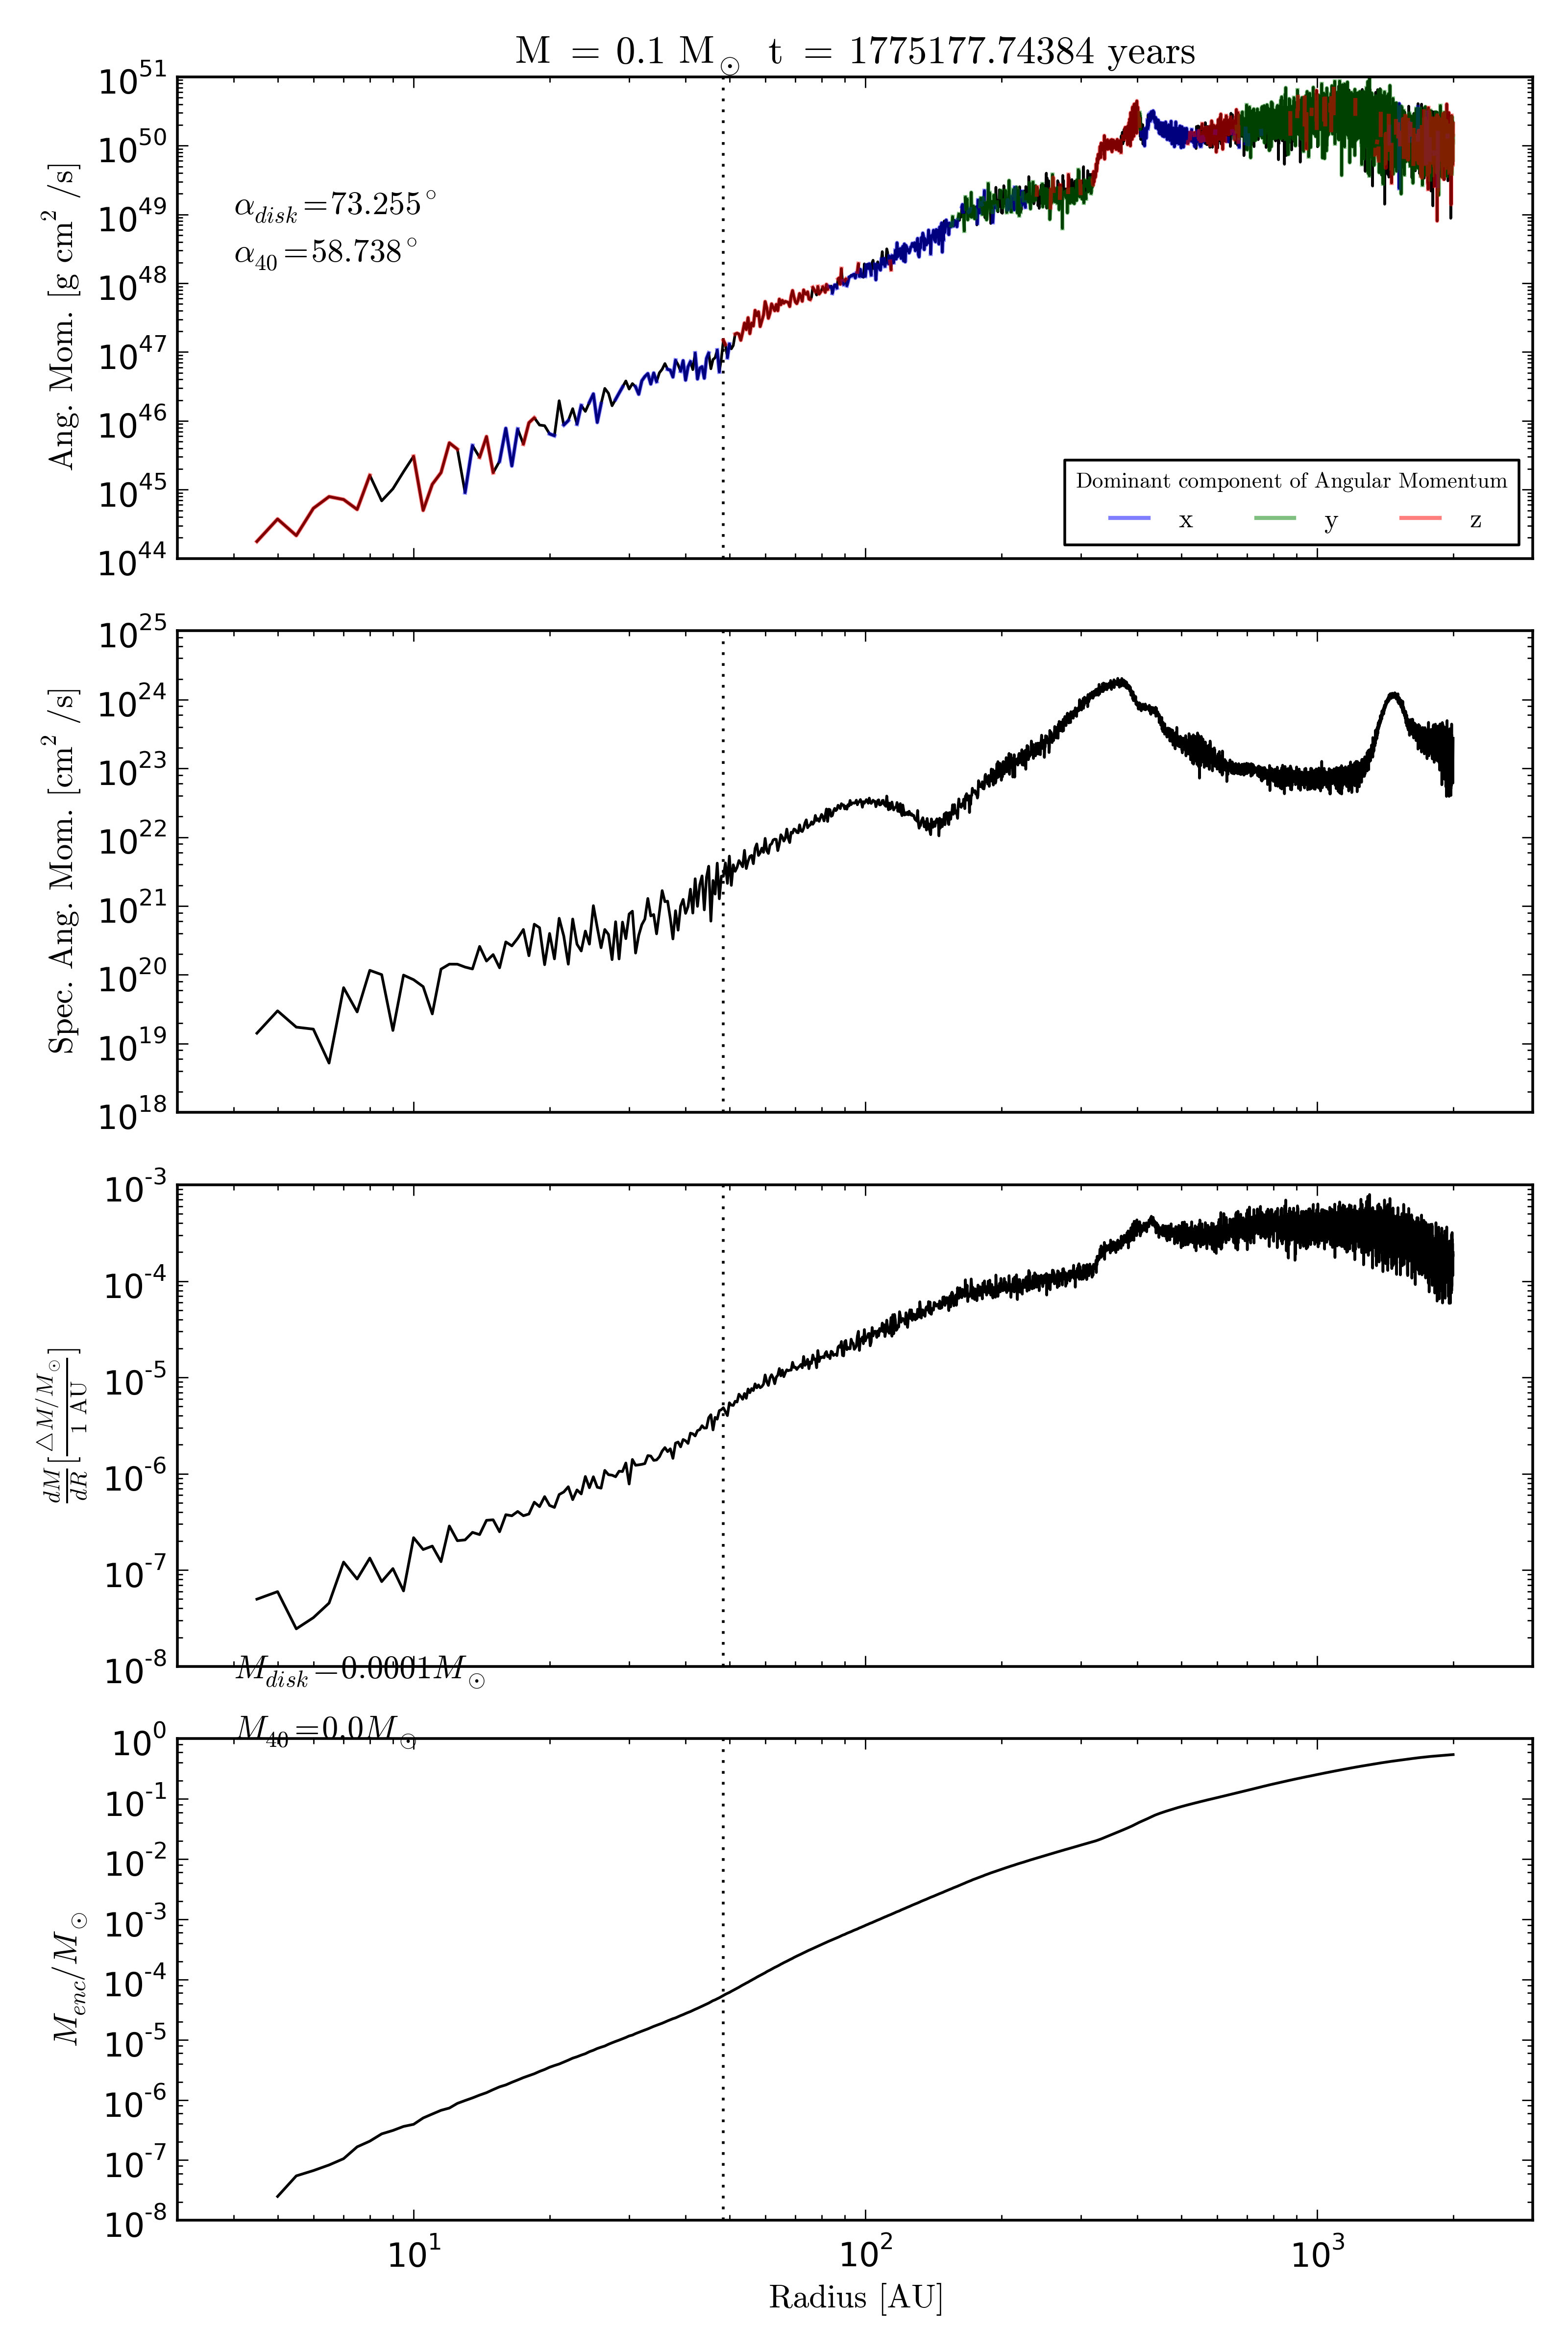 M = 0.1 M⊙ t = 1775177.74384 years
10^51
10^50
10^49
10^48
10^47
10^46
10^45
10^44
Ang. Mom. [g cm^2 /s]
α_disk=73.255°
α_40=58.738°
Dominant component of Angular Momentum
x y z
10^25
10^24
10^23
10^22
10^21
10^20
10^19
10^18
Spec. Ang. Mom. [cm^2 /s]
10^-3
10^-4
10^-5
10^-6
10^-7
10^-8
dM/dR [△M/M⊙ / 1 AU]
M_disk=0.0001M⊙
M_40=0.0M⊙
10^0
10^-1
10^-2
10^-3
10^-4
10^-5
10^-6
10^-7
10^-8
M_enc/M⊙
10^1 10^2 10^3
Radius [AU]